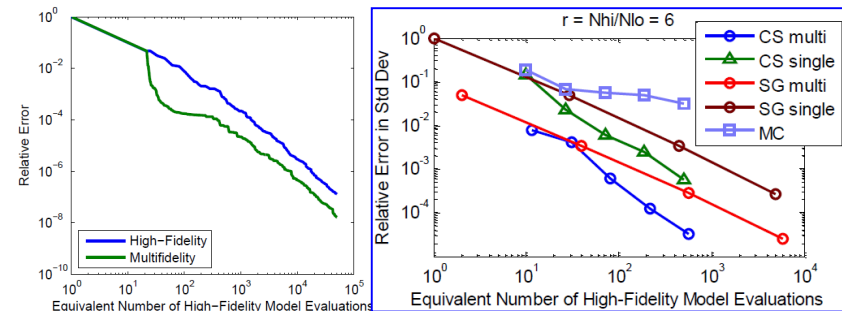 10^0
10^-2
10^-4
10^-6
10^-8
10^-10
Relative Error
High-Fidelity
Multifidelity
10^0 10^1 10^2 10^3 10^4 10^5
Equivalent Number of High-Fidelity Model Evaluations
r = Nhi/Nlo = 6
10^0
10^-1
10^-2
10^-3
10^-4
Relative Error in Std Dev
CS multi
CS single
SG multi
SG single
MC
10^0 10^1 10^2 10^3 10^4
Equivalent Number of High-Fidelity Model Evaluations